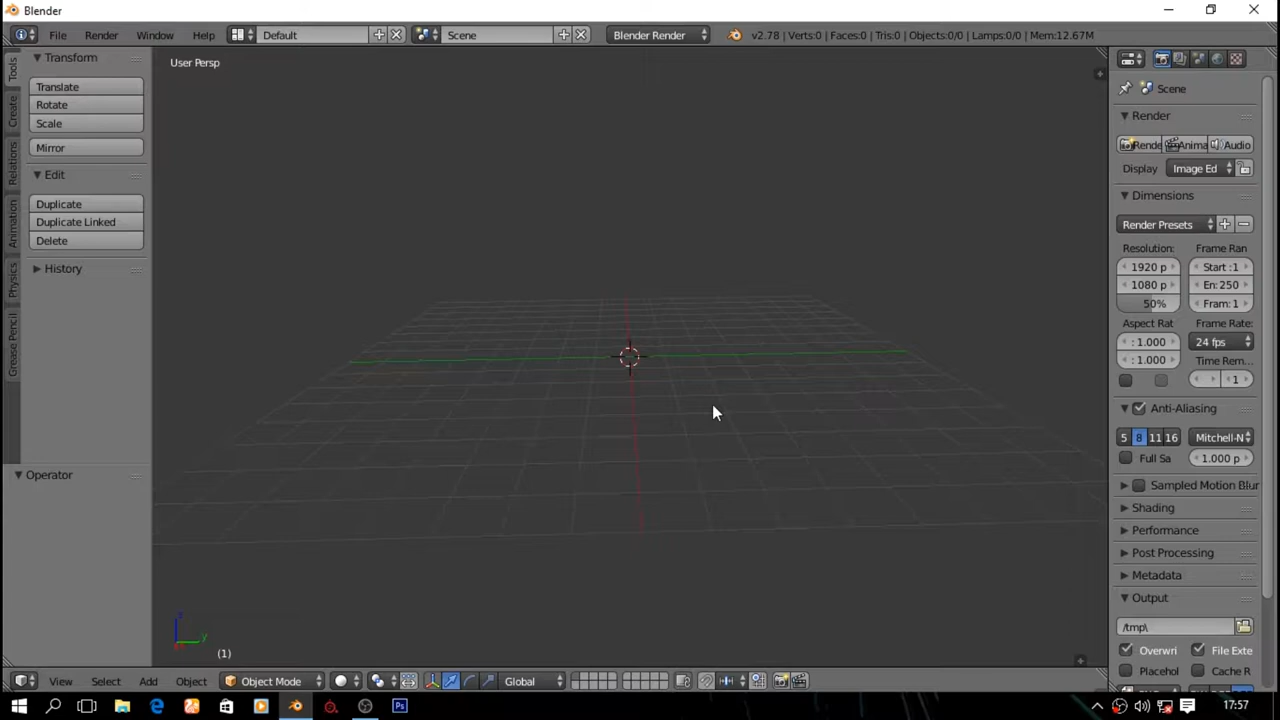 Blender
File Render Window Help Default Scene Blender Render v2.78 | Verts:0 | Faces:0 | Tris:0 | Objects:0/0 | Lamps:0/0 | Mem:12.67M
Tools
Create
Relations
Animation
Physics
Grease Pencil
Transform
Translate
Rotate
Scale
Mirror
Edit
Duplicate
Duplicate Linked
Delete
History
Operator
User Persp
z
y
(1)
Scene
Render
Rende Anima Audio
Display Image Ed
Dimensions
Render Presets
Resolution: Frame Ran
1920 p Start :1
1080 p En: 250
50% Fram: 1
Aspect Rat Frame Rate:
: 1.000 24 fps
: 1.000 Time Rem...
1
Anti-Aliasing
5 8 11 16 Mitchell-N
Full Sa 1.000 p
Sampled Motion Blur
Shading
Performance
Post Processing
Metadata
Output
/tmp\
Overwri File Exte
Placehol Cache R
View Select Add Object Object Mode Global
Ps 17:57